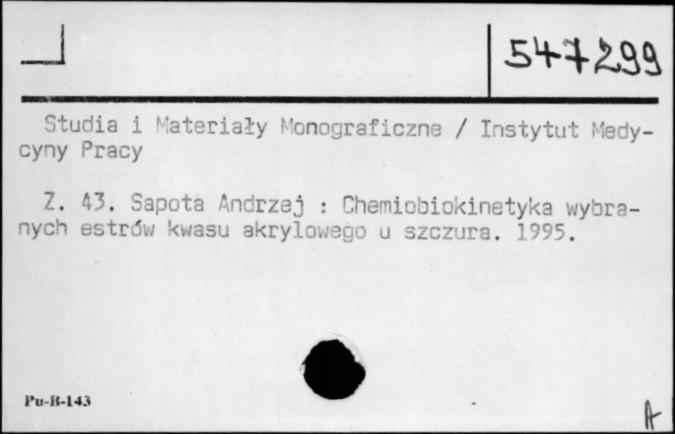 547299
Studia i Materiały Monograficzne / Instytut Medy-
cyny Pracy
Z. 43. Sapota Andrzej : Chemiobiokinetyka wybra-
nych estrów kwasu akrylowego u szczura. 1995.
Pu-B-143
A